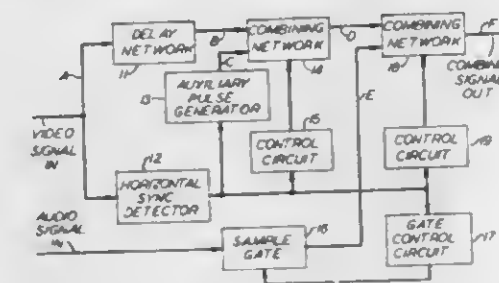 DELAY
NETWORK
11
B
COMBINING
NETWORK
14
D
COMBINING
NETWORK
18
F
COMBINED
SIGNAL
OUT
A
C
13
AUXILIARY
PULSE
GENERATOR
E
15
CONTROL
CIRCUIT
CONTROL
CIRCUIT
19
VIDEO
SIGNAL
IN
12
HORIZONTAL
SYNC
DETECTOR
AUDIO
SIGNAL
IN
16
SAMPLE
GATE
GATE
CONTROL
CIRCUIT
17